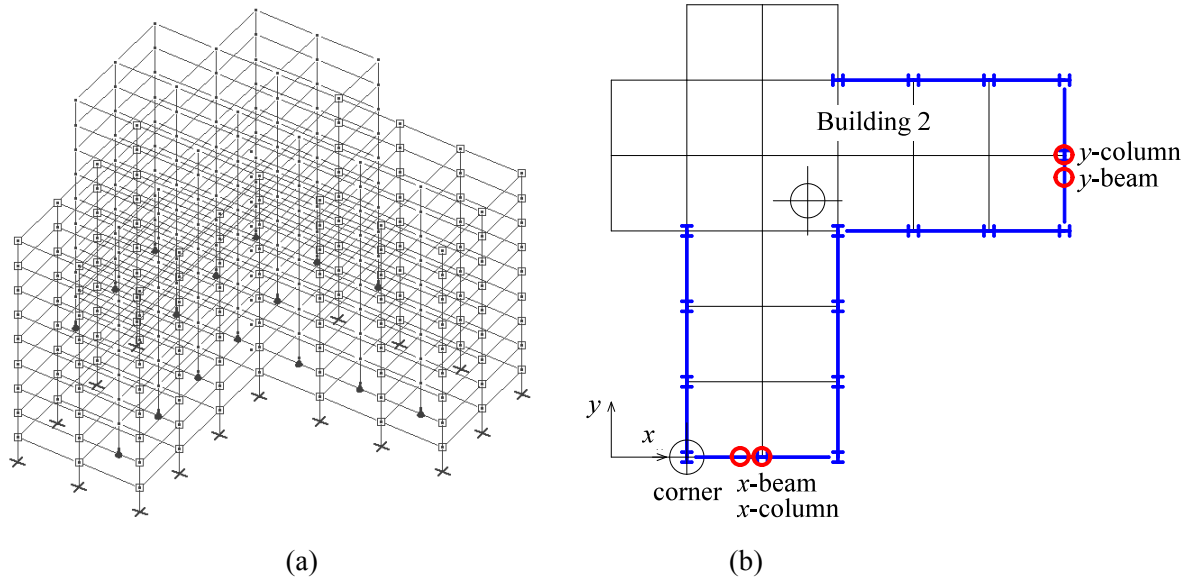 Building 2
y-column
y-beam
y
x
corner
x-beam
x-column
(a)
(b)